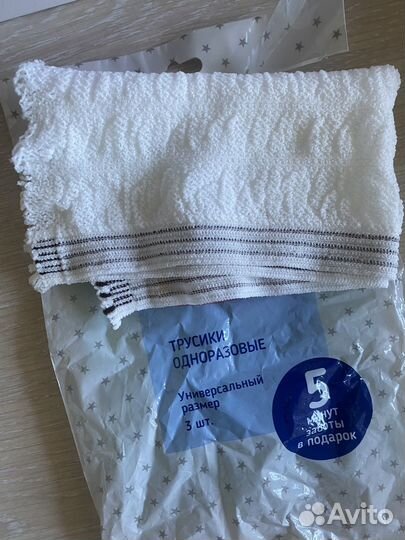 ТРУСИКИ
ОДНОРАЗОВЫЕ
Универсальный
размер
3 шт.
5
минут
заботы
в подарок
Avito